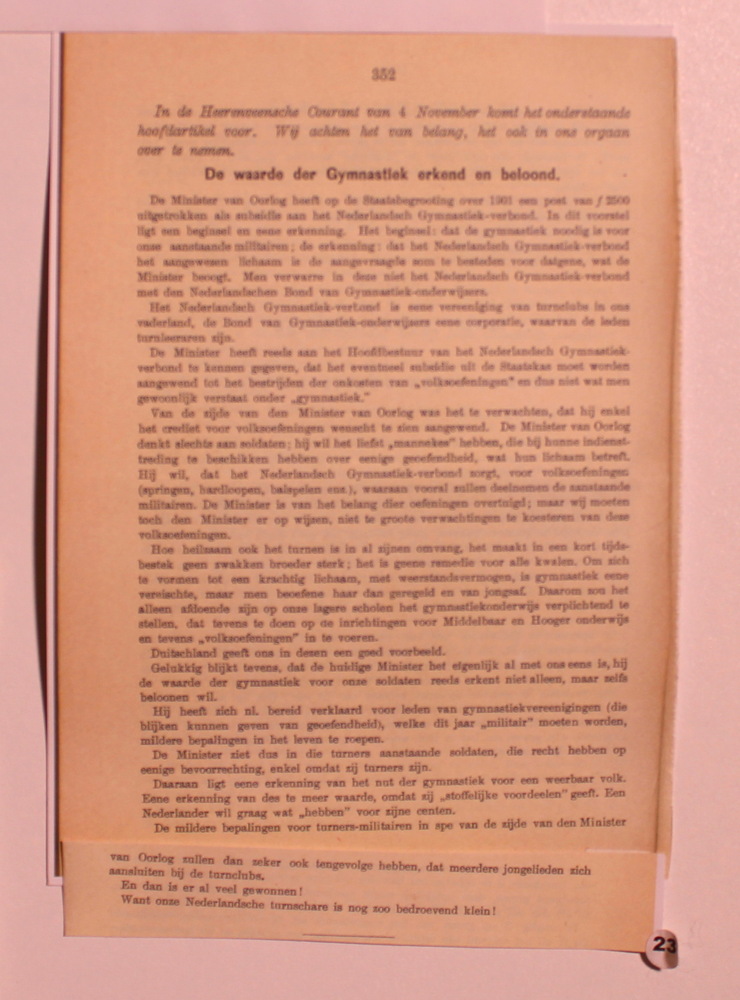 352
In de Heerenveensche Courant van 4 November komt het onderstaande
hoofdartikel voor. Wij achten het van belang, het ook in ons orgaan
over te nemen.
De waarde der Gymnastiek erkend en beloond.
De Minister van Oorlog heeft op de Staatsbegrooting over 1901 een post van ƒ 2500
uitgetrokken als subsidie aan het Nederlandsch Gymnastiek-verbond. In dit voorstel
ligt een beginsel en eene erkenning. Het beginsel: dat de gymnastiek noodig is voor
onze aanstaande militairen; de erkenning: dat het Nederlandsch Gymnastiek-verbond
het aangewezen lichaam is de aangevraagde som te besteden voor datgene, wat de
Minister beoogt. Men verwarre in deze niet het Nederlandsch Gymnastiek-verbond
met den Nederlandschen Bond van Gymnastiek-onderwijzers.
Het Nederlandsch Gymnastiek-verbond is eene vereeniging van turnclubs in ons
vaderland, de Bond van Gymnastiek-onderwijzers eene corporatie, waarvan de leden
turnleeraren zijn.
De Minister heeft reeds aan het Hoofdbestuur van het Nederlandsch Gymnastiek-
verbond te kennen gegeven, dat het eventueel subsidie uit de Staatskas moet worden
aangewend tot het bestrijden der onkosten van „volksoefeningen" en dus niet wat men
gewoonlijk verstaat onder „gymnastiek."
Van de zijde van den Minister van Oorlog was het te verwachten, dat hij enkel
het crediet voor volksoefeningen wenscht te zien aangewend. De Minister van Oorlog
denkt slechts aan soldaten; hij wil het liefst „mannekes" hebben, die bij hunne indienst-
treding te beschikken hebben over eenige geoefendheid, wat hun lichaam betreft.
Hij wil, dat het Nederlandsch Gymnastiek-verbond zorgt, voor volksoefeningen
(springen, hardloopen, balspelen enz.), waaraan vooral zullen deelnemen de aanstaande
militairen. De Minister is van het belang dier oefeningen overtuigd; maar wij moeten
toch den Minister er op wijzen, niet te groote verwachtingen te koesteren van deze
volksoefeningen.
Hoe heilzaam ook het turnen is in al zijnen omvang, het maakt in een kort tijds-
bestek geen zwakken broeder sterk; het is geene remedie voor alle kwalen. Om zich
te vormen tot een krachtig lichaam, met weerstandsvermogen, is gymnastiek eene
vereischte, maar men beoefene haar dan geregeld en van jongsaf. Daarom zou het
alleen afdoende zijn op onze lagere scholen het gymnastiekonderwijs verplichtend te
stellen, dat tevens te doen op de inrichtingen voor Middelbaar en Hooger onderwijs
en tevens „volksoefeningen" in te voeren.
Duitschland geeft ons in dezen een goed voorbeeld.
Gelukkig blijkt tevens, dat de huidige Minister het eigenlijk al met ons eens is, hij
de waarde der gymnastiek voor onze soldaten reeds erkent niet alleen, maar zelfs
beloonen wil.
Hij heeft zich nl. bereid verklaard voor leden van gymnastiekvereenigingen (die
blijken kunnen geven van geoefendheid), welke dit jaar „militair" moeten worden,
mildere bepalingen in het leven te roepen.
De Minister ziet dus in die turners aanstaande soldaten, die recht hebben op
eenige bevoorrechting, enkel omdat zij turners zijn.
Daaraan ligt eene erkenning van het nut der gymnastiek voor een weerbaar volk.
Eene erkenning van des te meer waarde, omdat zij „stoffelijke voordeelen" geeft. Een
Nederlander wil graag wat „hebben" voor zijne centen.
De mildere bepalingen voor turners-militairen in spe van de zijde van den Minister
van Oorlog zullen dan zeker ook tengevolge hebben, dat meerdere jongelieden zich
aansluiten bij de turnclubs.
En dan is er al veel gewonnen!
Want onze Nederlandsche turnschare is nog zoo bedroevend klein!
23